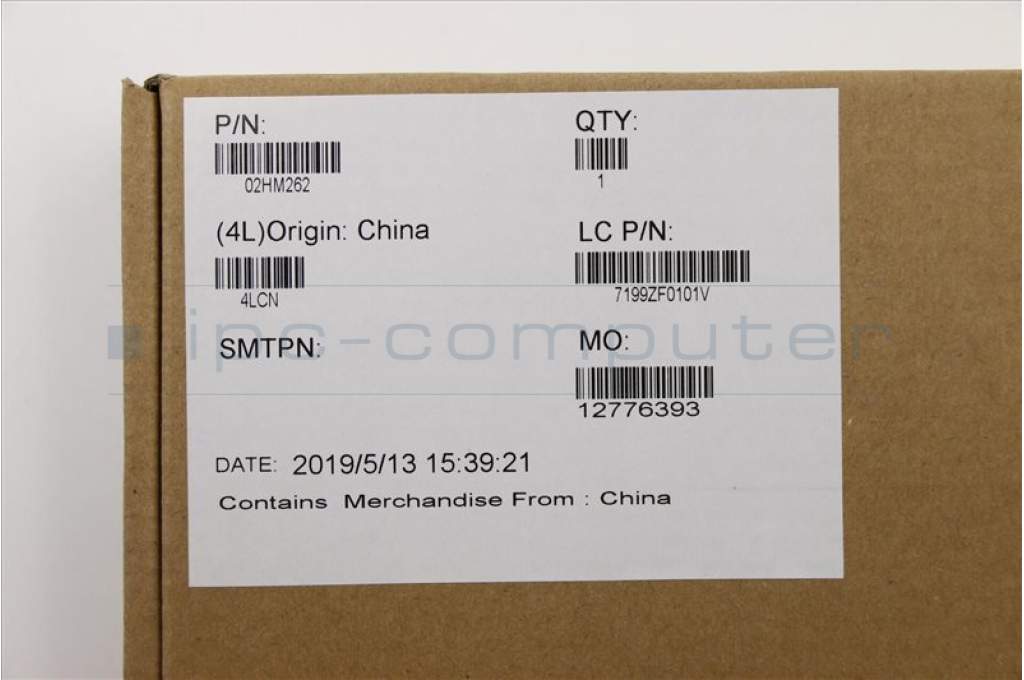 P/N:
QTY:
02HM262
1
(4L)Origin: China
LC P/N:
4LCN
7199ZF0101V
ipc-computer
SMTPN:
MO:
12776393
DATE: 2019/5/13 15:39:21
Contains Merchandise From : China